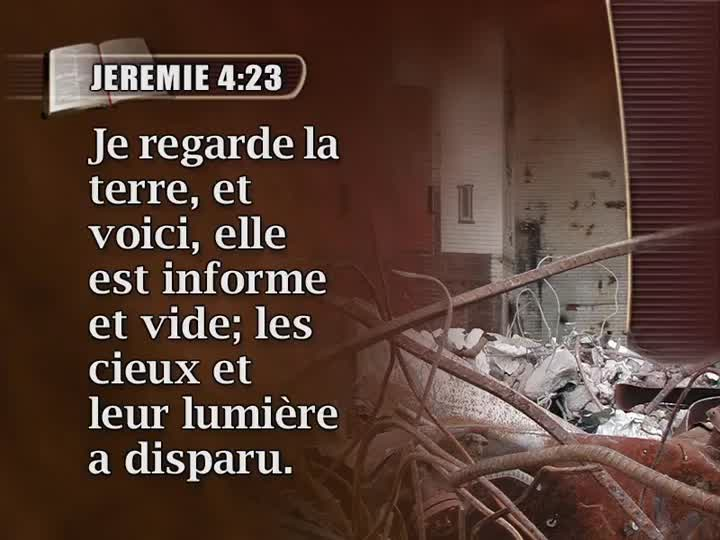 JEREMIE 4:23
Je regarde la
terre, et
voici, elle
est informe
et vide; les
cieux et
leur lumière
a disparu.